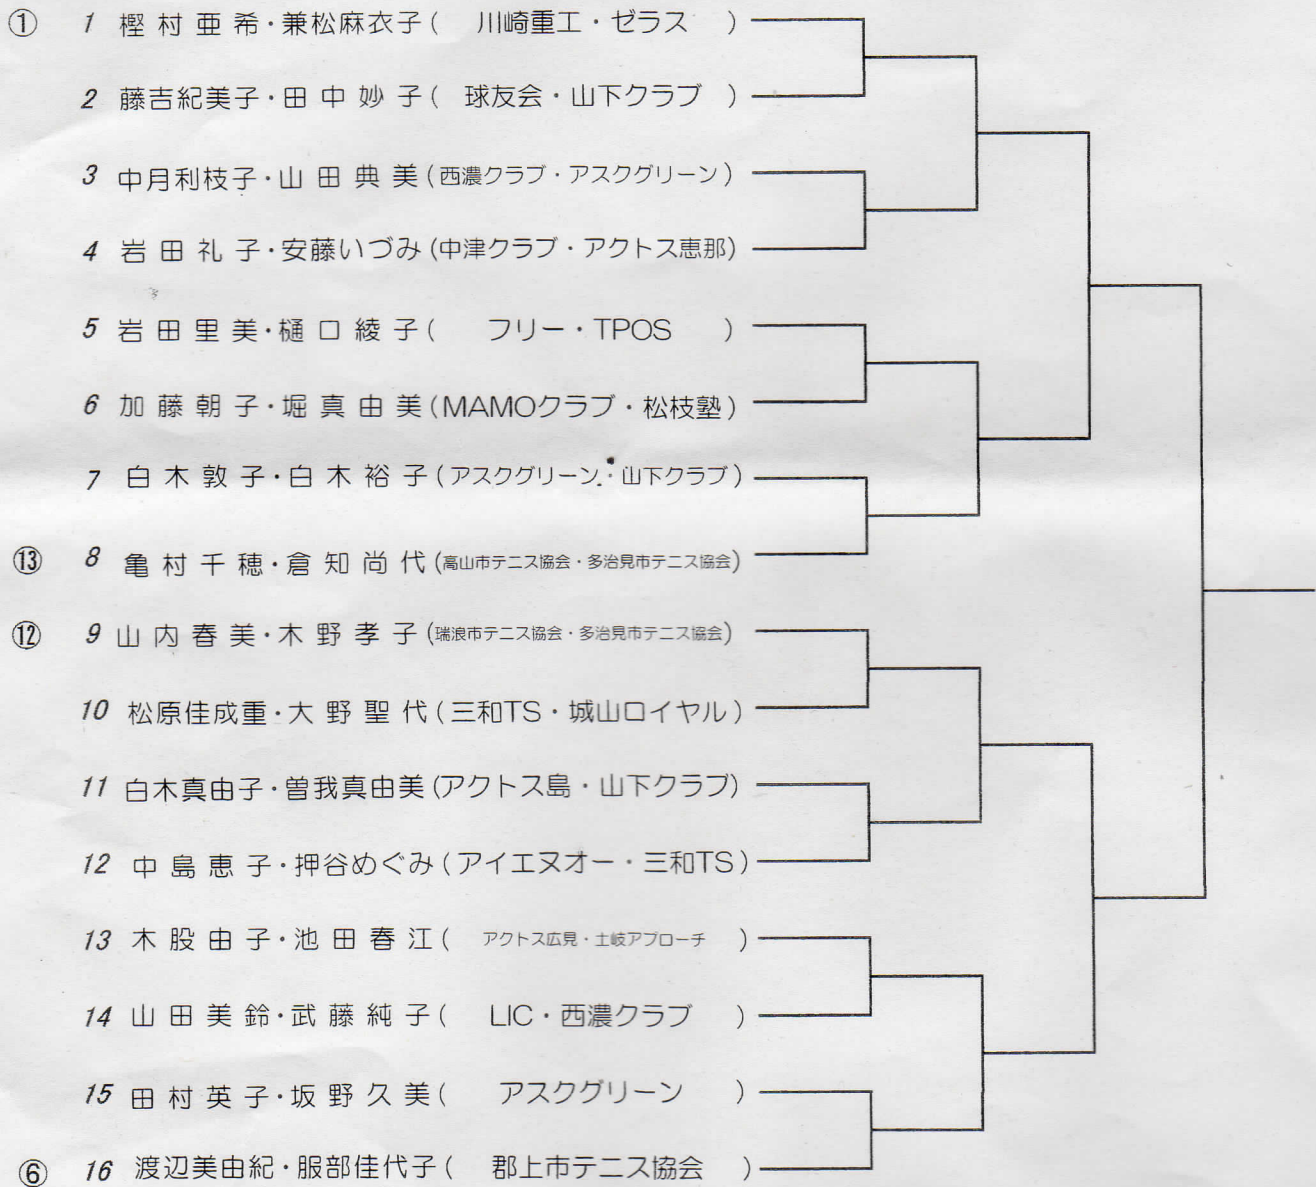 ① 1 樫村亜希・兼松麻衣子(川崎重工・ゼラス)
2 藤吉紀美子・田中妙子(球友会・山下クラブ)
3 中月利枝子・山田典美(西濃クラブ・アスクグリーン)
4 岩田礼子・安藤いづみ(中津クラブ・アクトス恵那)
5 岩田里美・樋口綾子(フリー・TPOS)
6 加藤朝子・堀真由美(MAMOクラブ・松枝塾)
7 白木敦子・白木裕子(アスクグリーン・山下クラブ)
⑬ 8 亀村千穂・倉知尚代(高山市テニス協会・多治見市テニス協会)
⑫ 9 山内春美・木野孝子(瑞浪市テニス協会・多治見市テニス協会)
10 松原佳成重・大野聖代(三和TS・城山ロイヤル)
11 白木真由子・曽我真由美(アクトス島・山下クラブ)
12 中島恵子・押谷めぐみ(アイエヌオー・三和TS)
13 木股由子・池田春江(アクトス広見・土岐アプローチ)
14 山田美鈴・武藤純子(LIC・西濃クラブ)
15 田村英子・坂野久美(アスクグリーン)
⑥ 16 渡辺美由紀・服部佳代子(郡上市テニス協会)